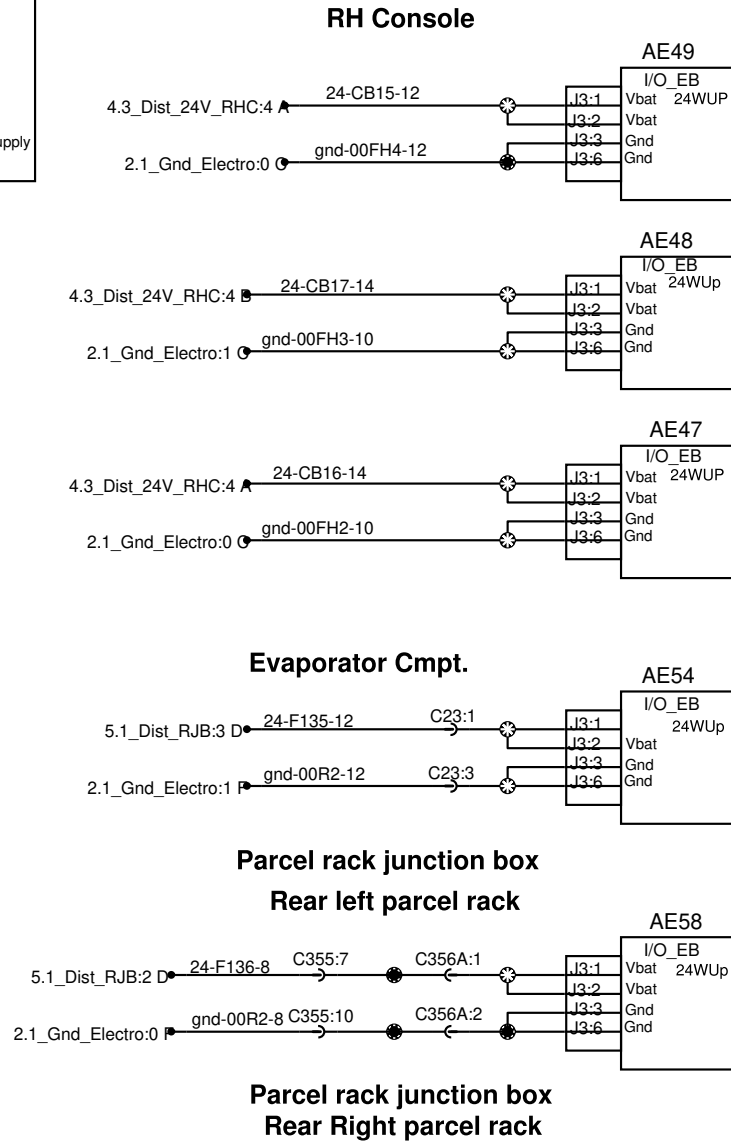 RH Console
AE49
I/O_EB
24-CB15-12
4.3_Dist_24V_RHC:4 A
J3:1 Vbat 24WUP
J3:2 Vbat
gnd-00FH4-12
J3:3 Gnd
2.1_Gnd_Electro:0
J3:6 Gnd
AE48
I/O_EB
24WUp
24-CB17-14
4.3_Dist_24V_RHC:4
J3:1 Vbat
J3:2 Vbat
gnd-00FH3-10
J3:3 Gnd
2.1_Gnd_Electro:1
J3:6 Gnd
AE47
I/O_EB
24-CB16-14
4.3_Dist_24V_RHC:4 A
J3:1 Vbat 24WUP
J3:2 Vbat
gnd-00FH2-10
J3:3 Gnd
2.1_Gnd_Electro:0
J3:6 Gnd
Evaporator Cmpt.
AE54
I/O_EB
24-F135-12
C23:1
5.1_Dist_RJB:3 D
J3:1 24WUp
J3:2 Vbat
gnd-00R2-12
C23:3
J3:3 Gnd
2.1_Gnd_Electro:1
J3:6 Gnd
Parcel rack junction box
Rear left parcel rack
AE58
I/O_EB
24-F136-8
C355:7
C356A:1
5.1_Dist_RJB:2 D
J3:1 Vbat 24WUp
J3:2 Vbat
gnd-00R2-8
C355:10
C356A:2
J3:3 Gnd
2.1_Gnd_Electro:0
J3:6 Gnd
Parcel rack junction box
Rear Right parcel rack